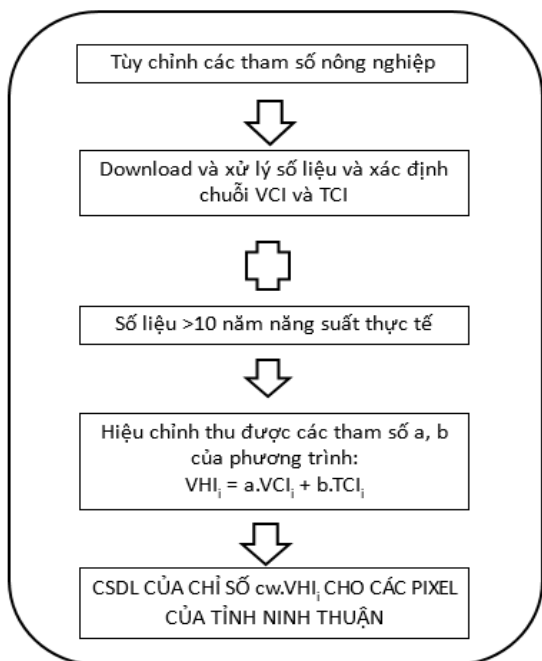 Tùy chỉnh các tham số nông nghiệp
Download và xử lý số liệu và xác định
chuỗi VCI và TCI
Số liệu >10 năm năng suất thực tế
Hiệu chỉnh thu được các tham số a, b
của phương trình:
VHIᵢ = a.VCIᵢ + b.TCIᵢ
CSDL CỦA CHỈ SỐ cw.VHIᵢ CHO CÁC PIXEL
CỦA TỈNH NINH THUẬN